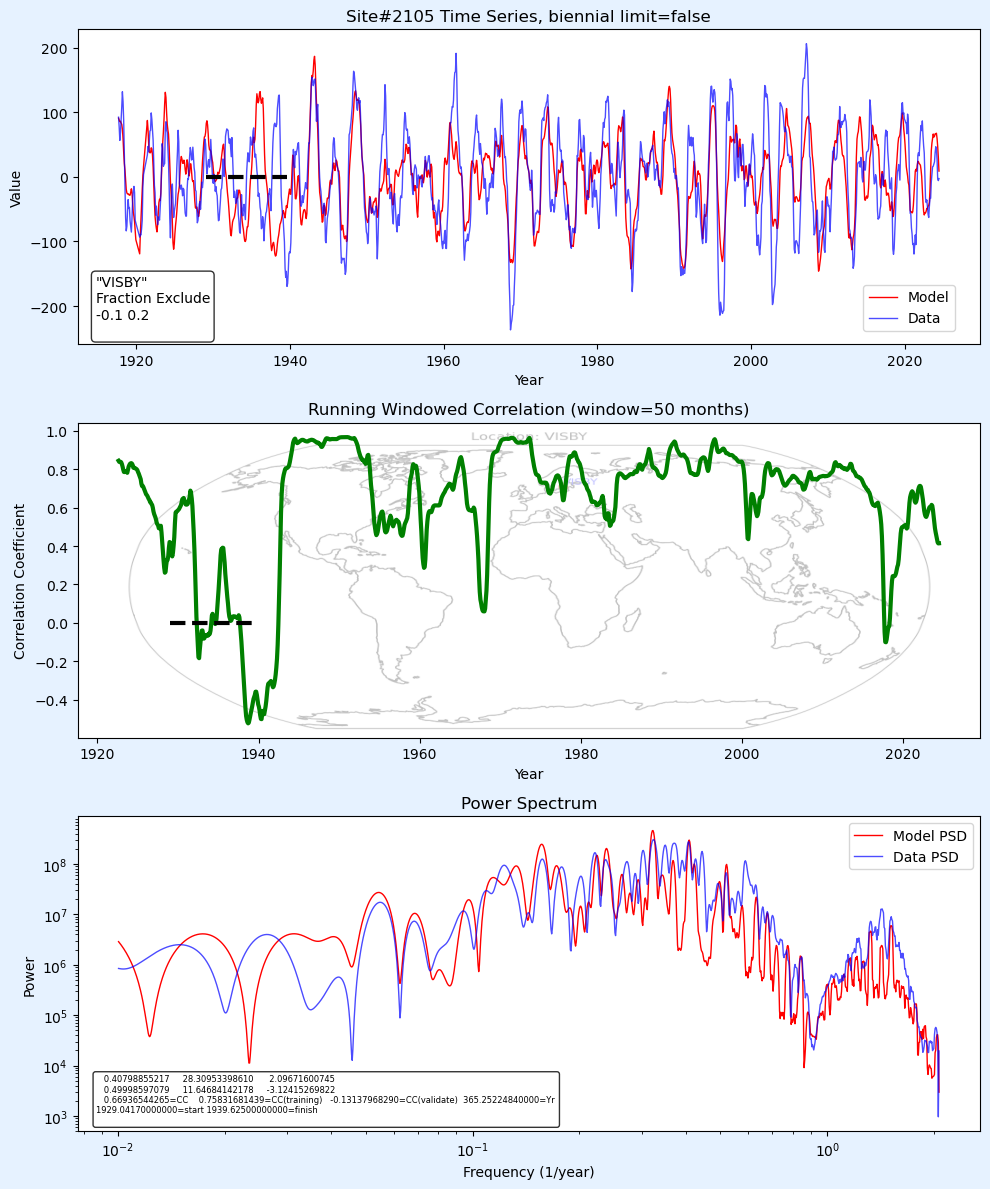 Site#2105 Time Series, biennial limit=false
200
100
0
−100
−200
Value
"VISBY"
Fraction Exclude
-0.1 0.2
Model
Data
1920 1940 1960 1980 2000 2020
Year
Running Windowed Correlation (window=50 months)
Location: VISBY
1.0
0.8
0.6
0.4
0.2
0.0
−0.2
−0.4
Correlation Coefficient
1920 1940 1960 1980 2000 2020
Year
Power Spectrum
Model PSD
Data PSD
10⁸
10⁷
10⁶
10⁵
10⁴
10³
Power
0.40798855217 28.30953398610 2.09671600745
0.49998597079 11.64684142178 -3.12415269822
0.66936544265=CC 0.75831681439=CC(training) -0.13137968290=CC(validate) 365.25224840000=Yr
1929.04170000000=start 1939.62500000000=finish
10⁻² 10⁻¹ 10⁰
Frequency (1/year)